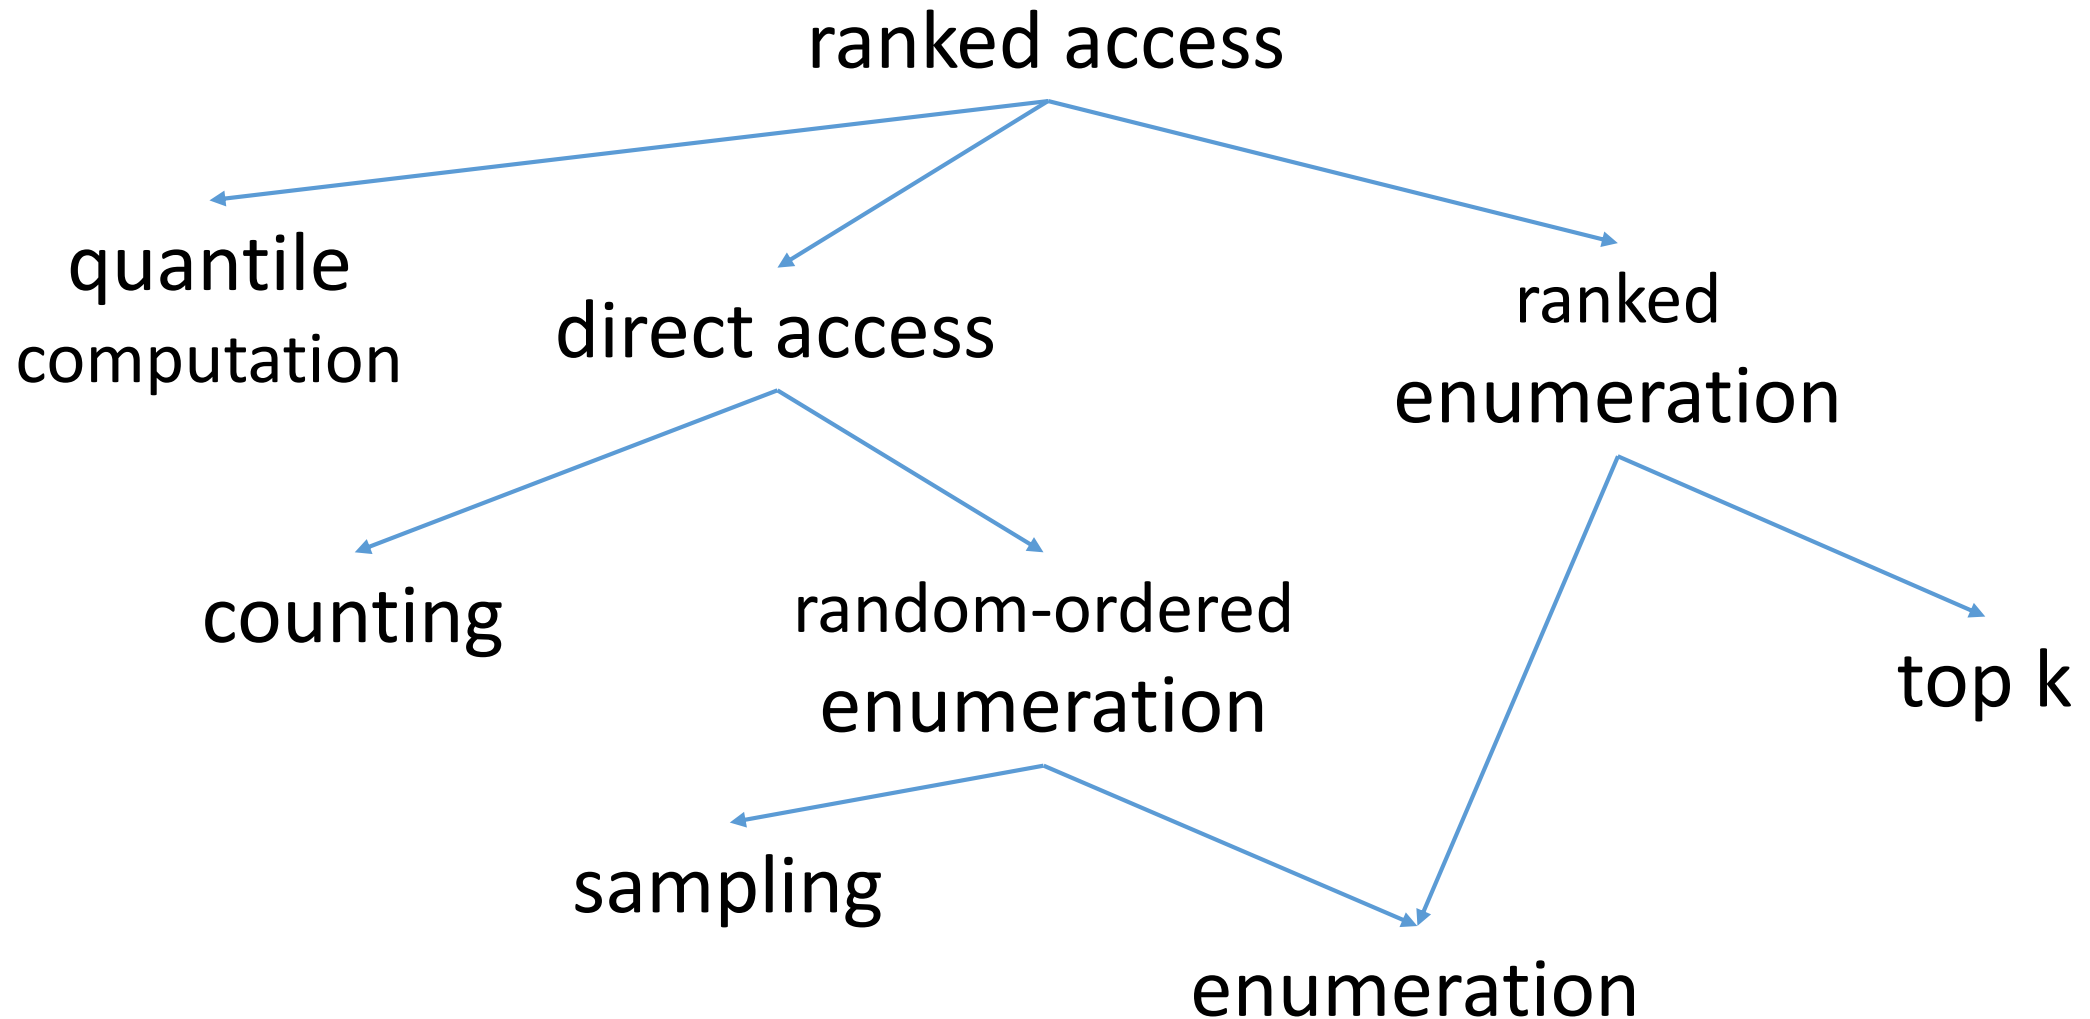 ranked access
quantile
computation
direct access
ranked
enumeration
counting
random-ordered
enumeration
top k
sampling
enumeration